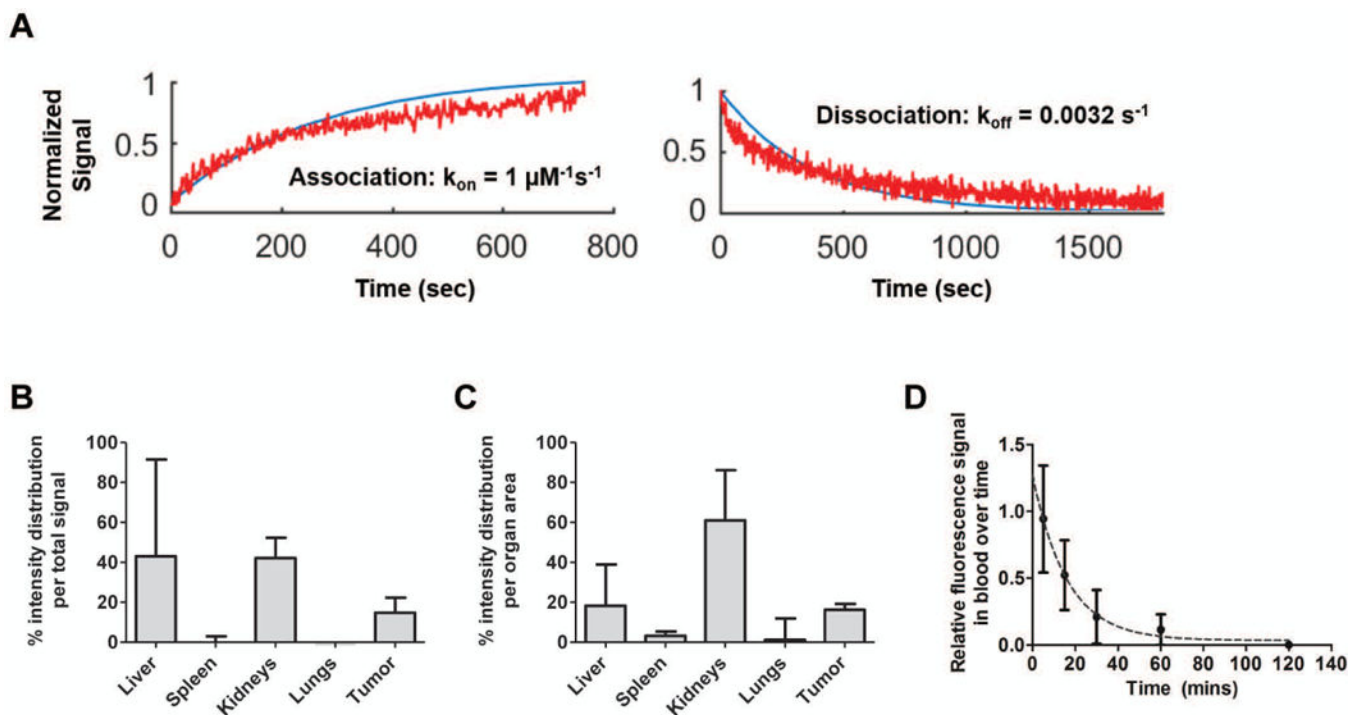 A
Normalized
Signal
1
0.5
0
Association: kon = 1 µM-1s-1
0
200
400
600
800
Time (sec)
1
0.5
0
Dissociation: koff = 0.0032 s-1
0
500
1000
1500
Time (sec)
B
% intensity distribution
per total signal
100
80
60
40
20
0
Liver
Spleen
Kidneys
Lungs
Tumor
C
% intensity distribution
per organ area
100
80
60
40
20
0
Liver
Spleen
Kidneys
Lungs
Tumor
D
Relative fluorescence signal
in blood over time
1.5
1.0
0.5
0.0
0 20 40 60 80 100 120 140
Time (mins)